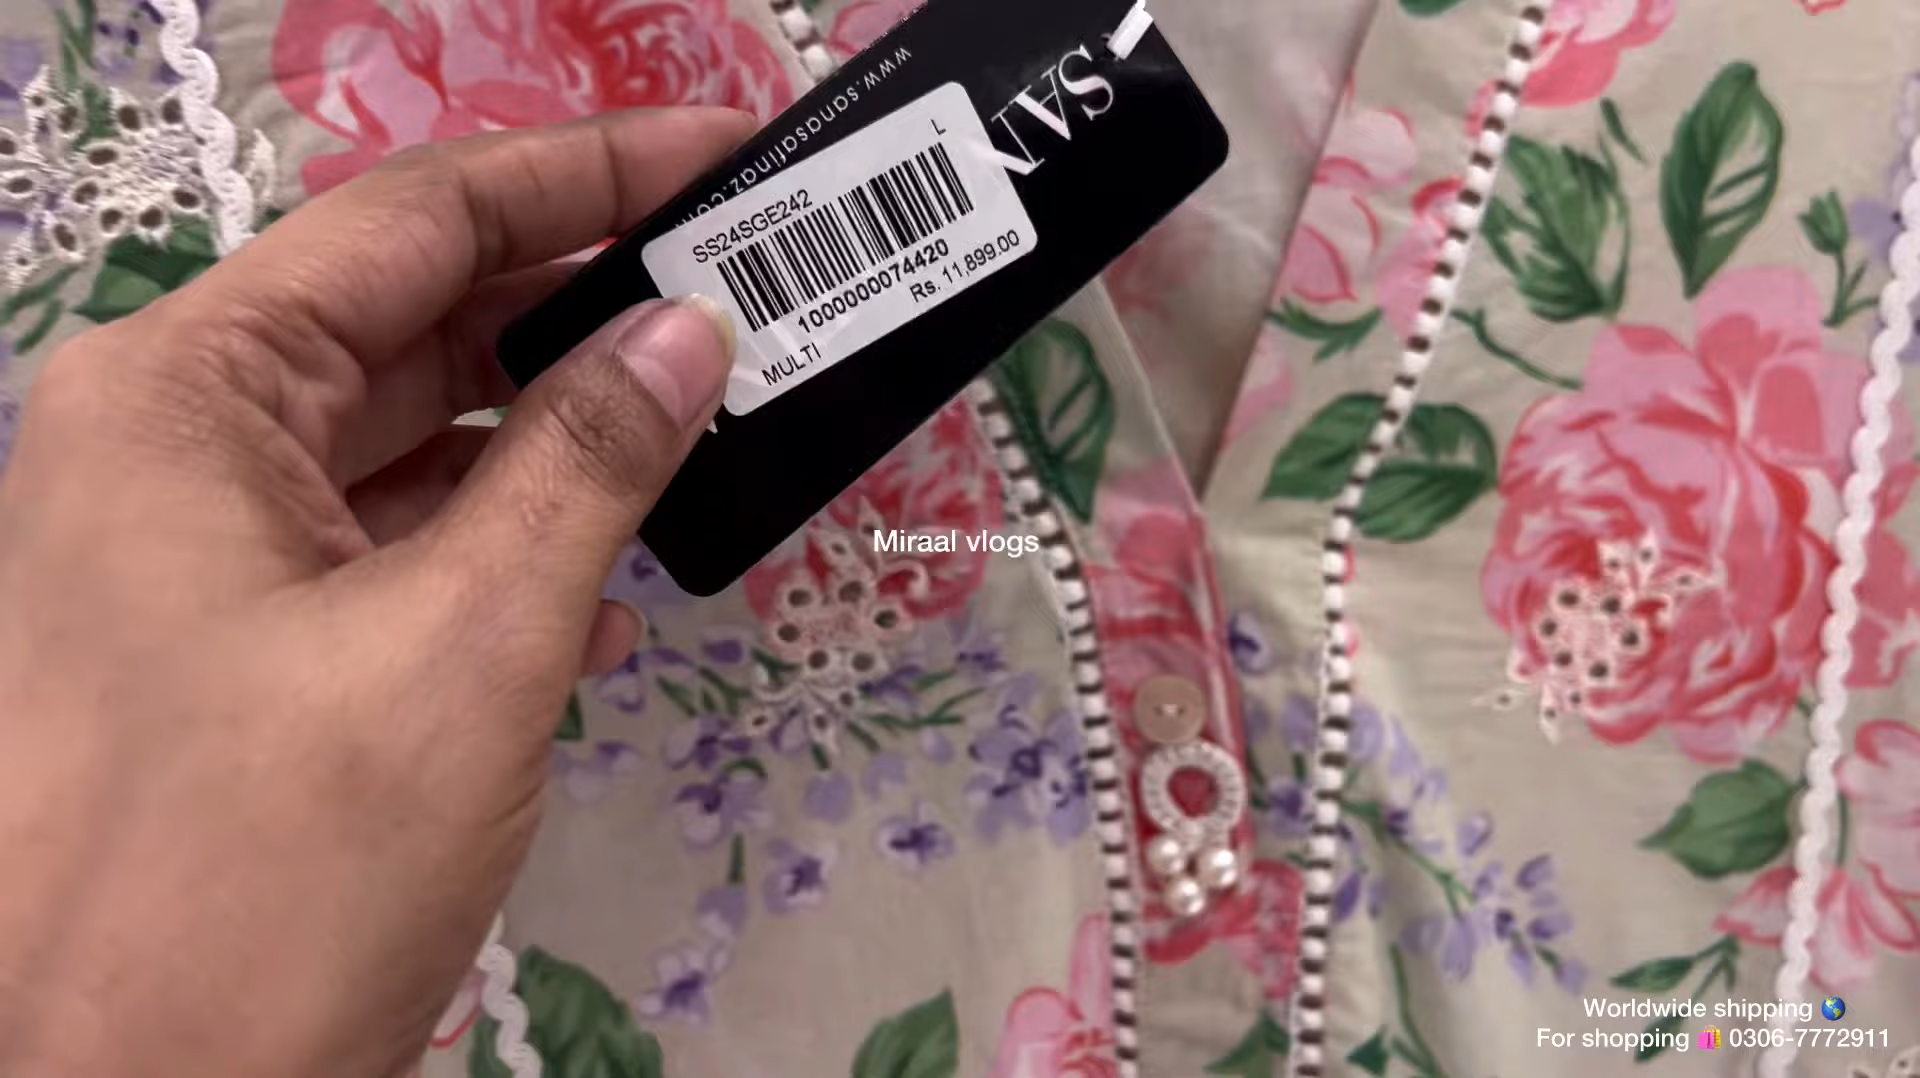 SAN
www.sanasafinaz.com
L
SS24SGE242
1000000074420
Rs. 11,899.00
MULTI
Miraal vlogs
Worldwide shipping 🌎
For shopping 🛍️ 0306-7772911